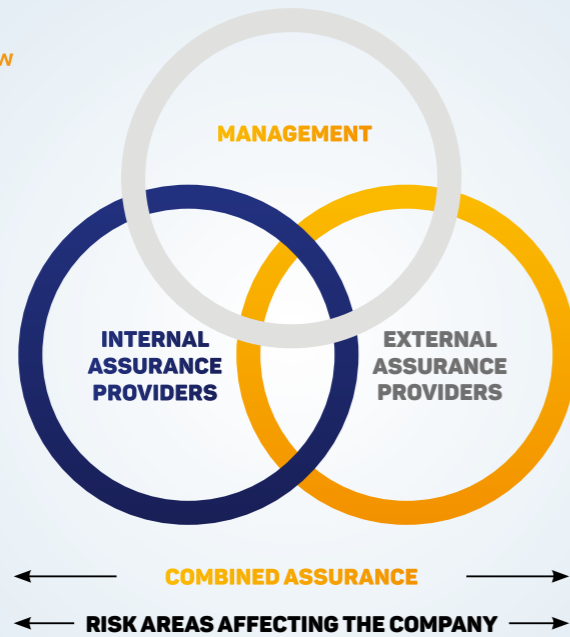 MANAGEMENT
INTERNAL
ASSURANCE
PROVIDERS
EXTERNAL
ASSURANCE
PROVIDERS
COMBINED ASSURANCE
RISK AREAS AFFECTING THE COMPANY